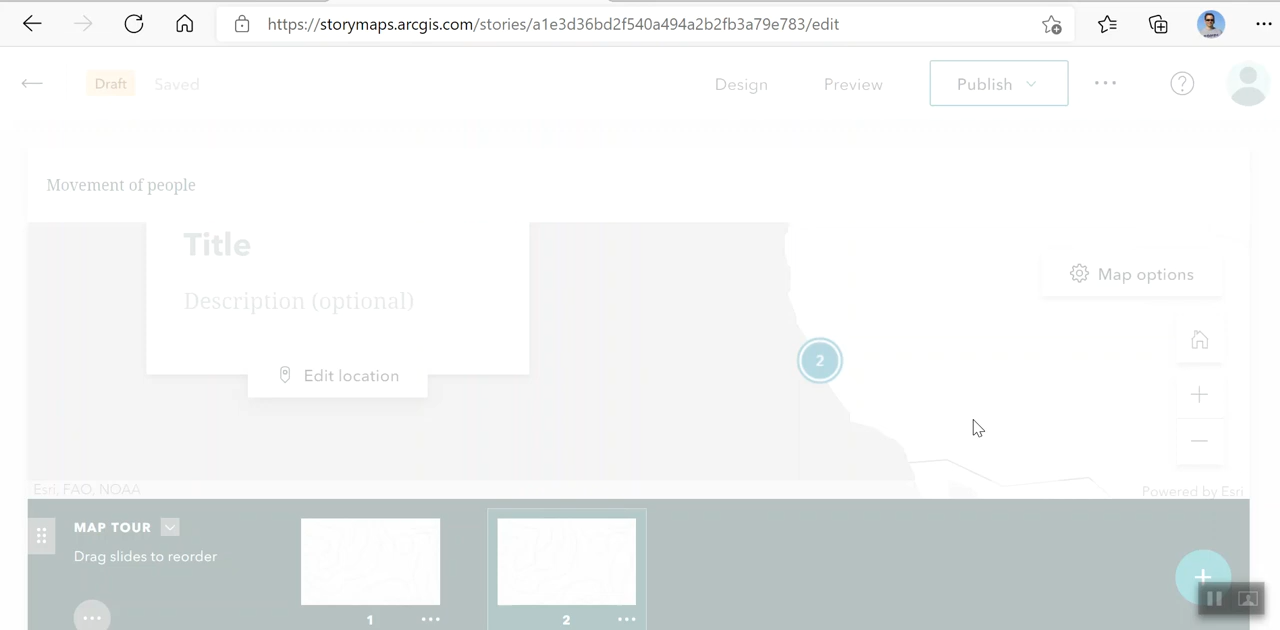 https://storymaps.arcgis.com/stories/a1e3d36bd2f540a494a2b2fb3a79e783/edit
Draft Saved Design Preview Publish
Movement of people
Title
Map options
Description (optional)
2
Edit location
Esri, FAO, NOAA Powered by Esri
MAP TOUR
Drag slides to reorder
1 2